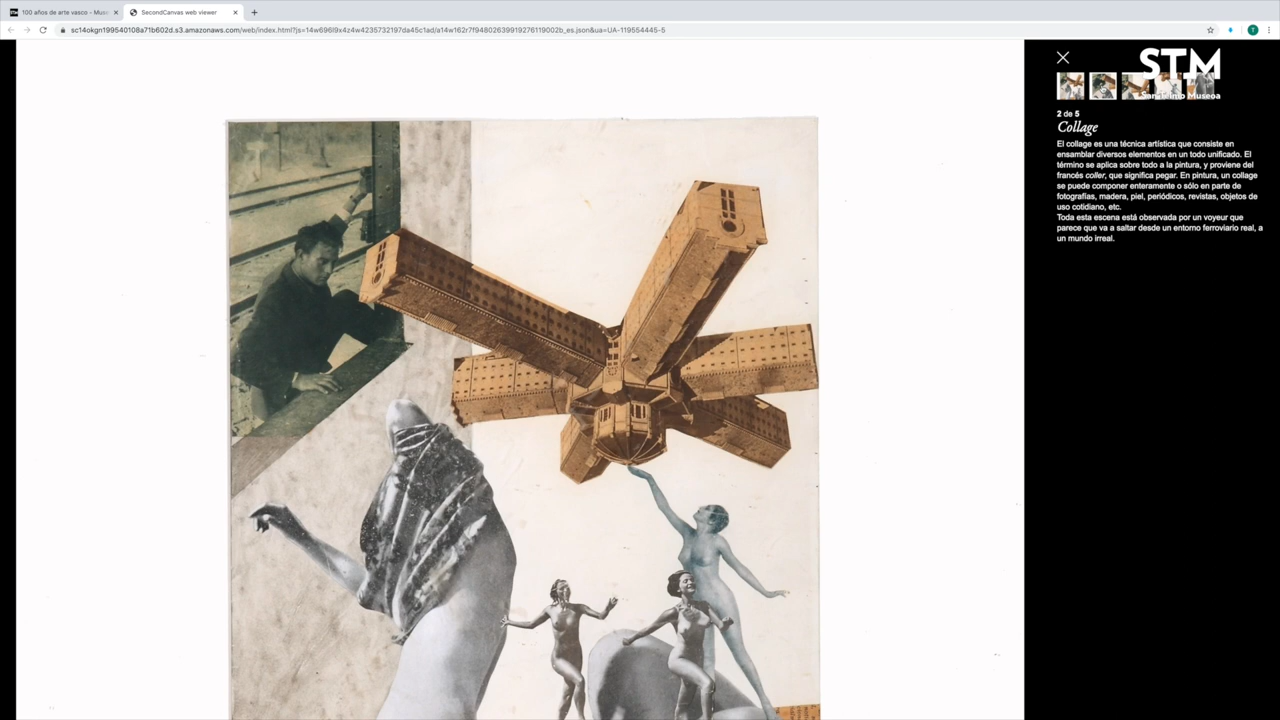 100 años de arte vasco - Muse
SecondCanvas web viewer
sc14okgn199540108a71b602d.s3.amazonaws.com/web/index.html?js=14w696l9x4z4w4235732197da45c1ad/a14w162r7f94802639919276119002b_es.json&ua=UA-119554445-5
T
STM
San Telmo Museoa
2 de 5
Collage
El collage es una técnica artística que consiste en
ensamblar diversos elementos en un todo unificado. El
término se aplica sobre todo a la pintura, y proviene del
francés coller, que significa pegar. En pintura, un collage
se puede componer enteramente o sólo en parte de
fotografías, madera, piel, periódicos, revistas, objetos de
uso cotidiano, etc.
Toda esta escena está observada por un voyeur que
parece que va a saltar desde un entorno ferroviario real, a
un mundo irreal.